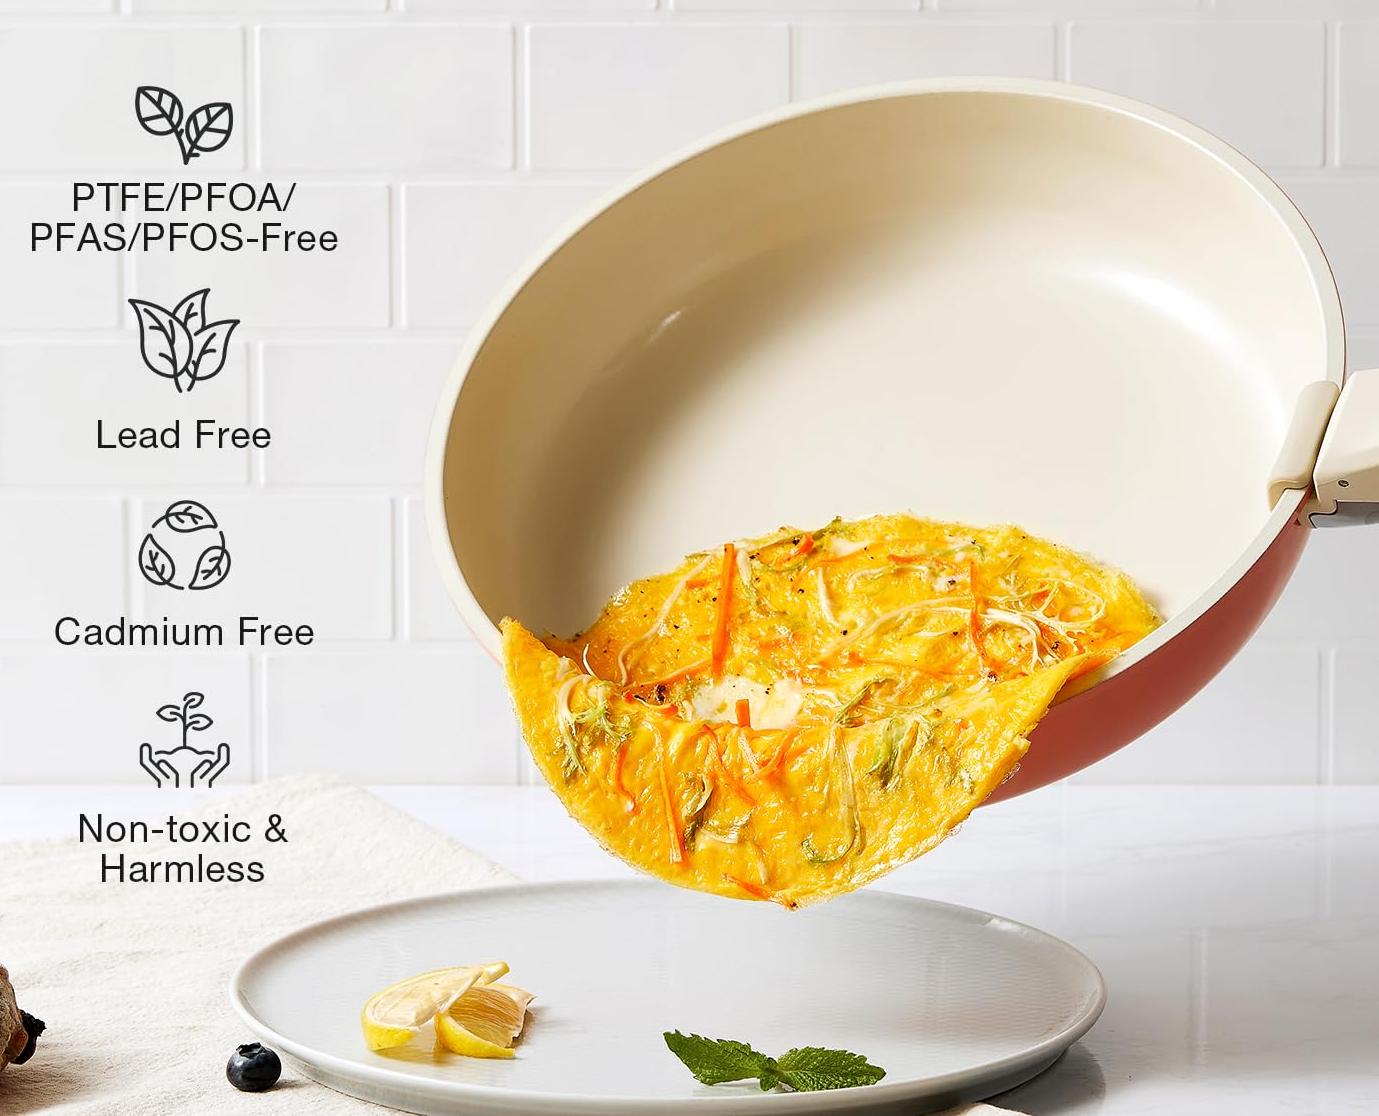 PTFE/PFOA/
PFAS/PFOS-Free
Lead Free
Cadmium Free
Non-toxic &
Harmless